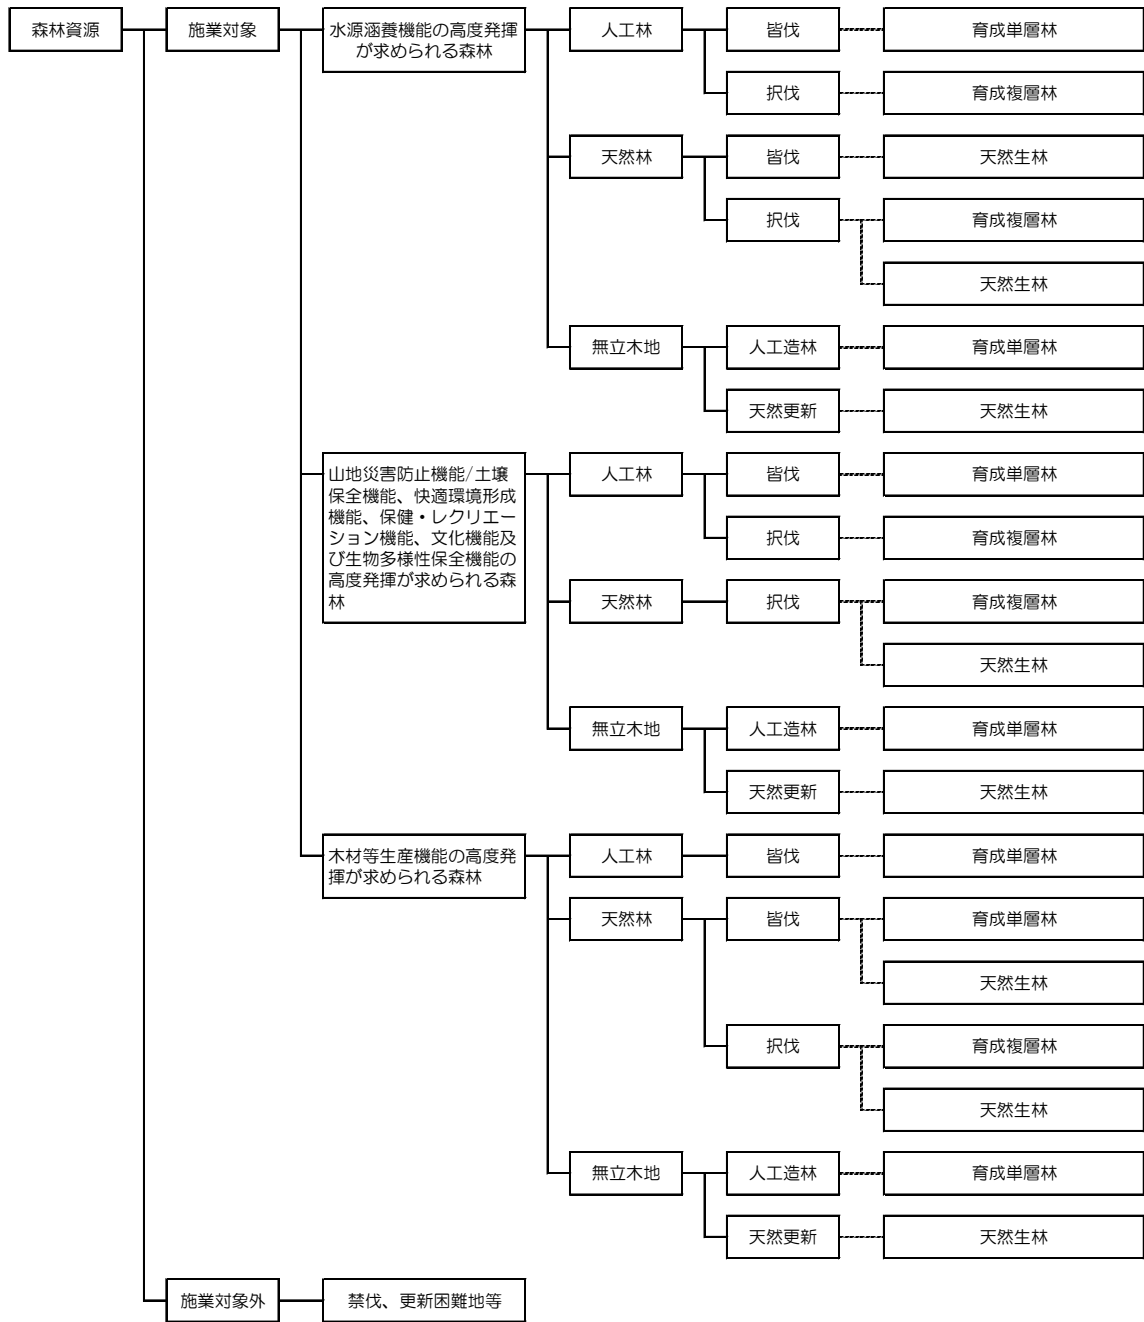 森林資源
施業対象
水源涵養機能の高度発揮
が求められる森林
人工林
皆伐
育成単層林
択伐
育成複層林
天然林
皆伐
天然生林
択伐
育成複層林
天然生林
無立木地
人工造林
育成単層林
天然更新
天然生林
山地災害防止機能/土壌
保全機能、快適環境形成
機能、保健・レクリエー
ション機能、文化機能及
び生物多様性保全機能の
高度発揮が求められる森
林
人工林
皆伐
育成単層林
択伐
育成複層林
天然林
択伐
育成複層林
天然生林
無立木地
人工造林
育成単層林
天然更新
天然生林
木材等生産機能の高度発
揮が求められる森林
人工林
皆伐
育成単層林
天然林
皆伐
育成単層林
天然生林
択伐
育成複層林
天然生林
無立木地
人工造林
育成単層林
天然更新
天然生林
施業対象外
禁伐、更新困難地等